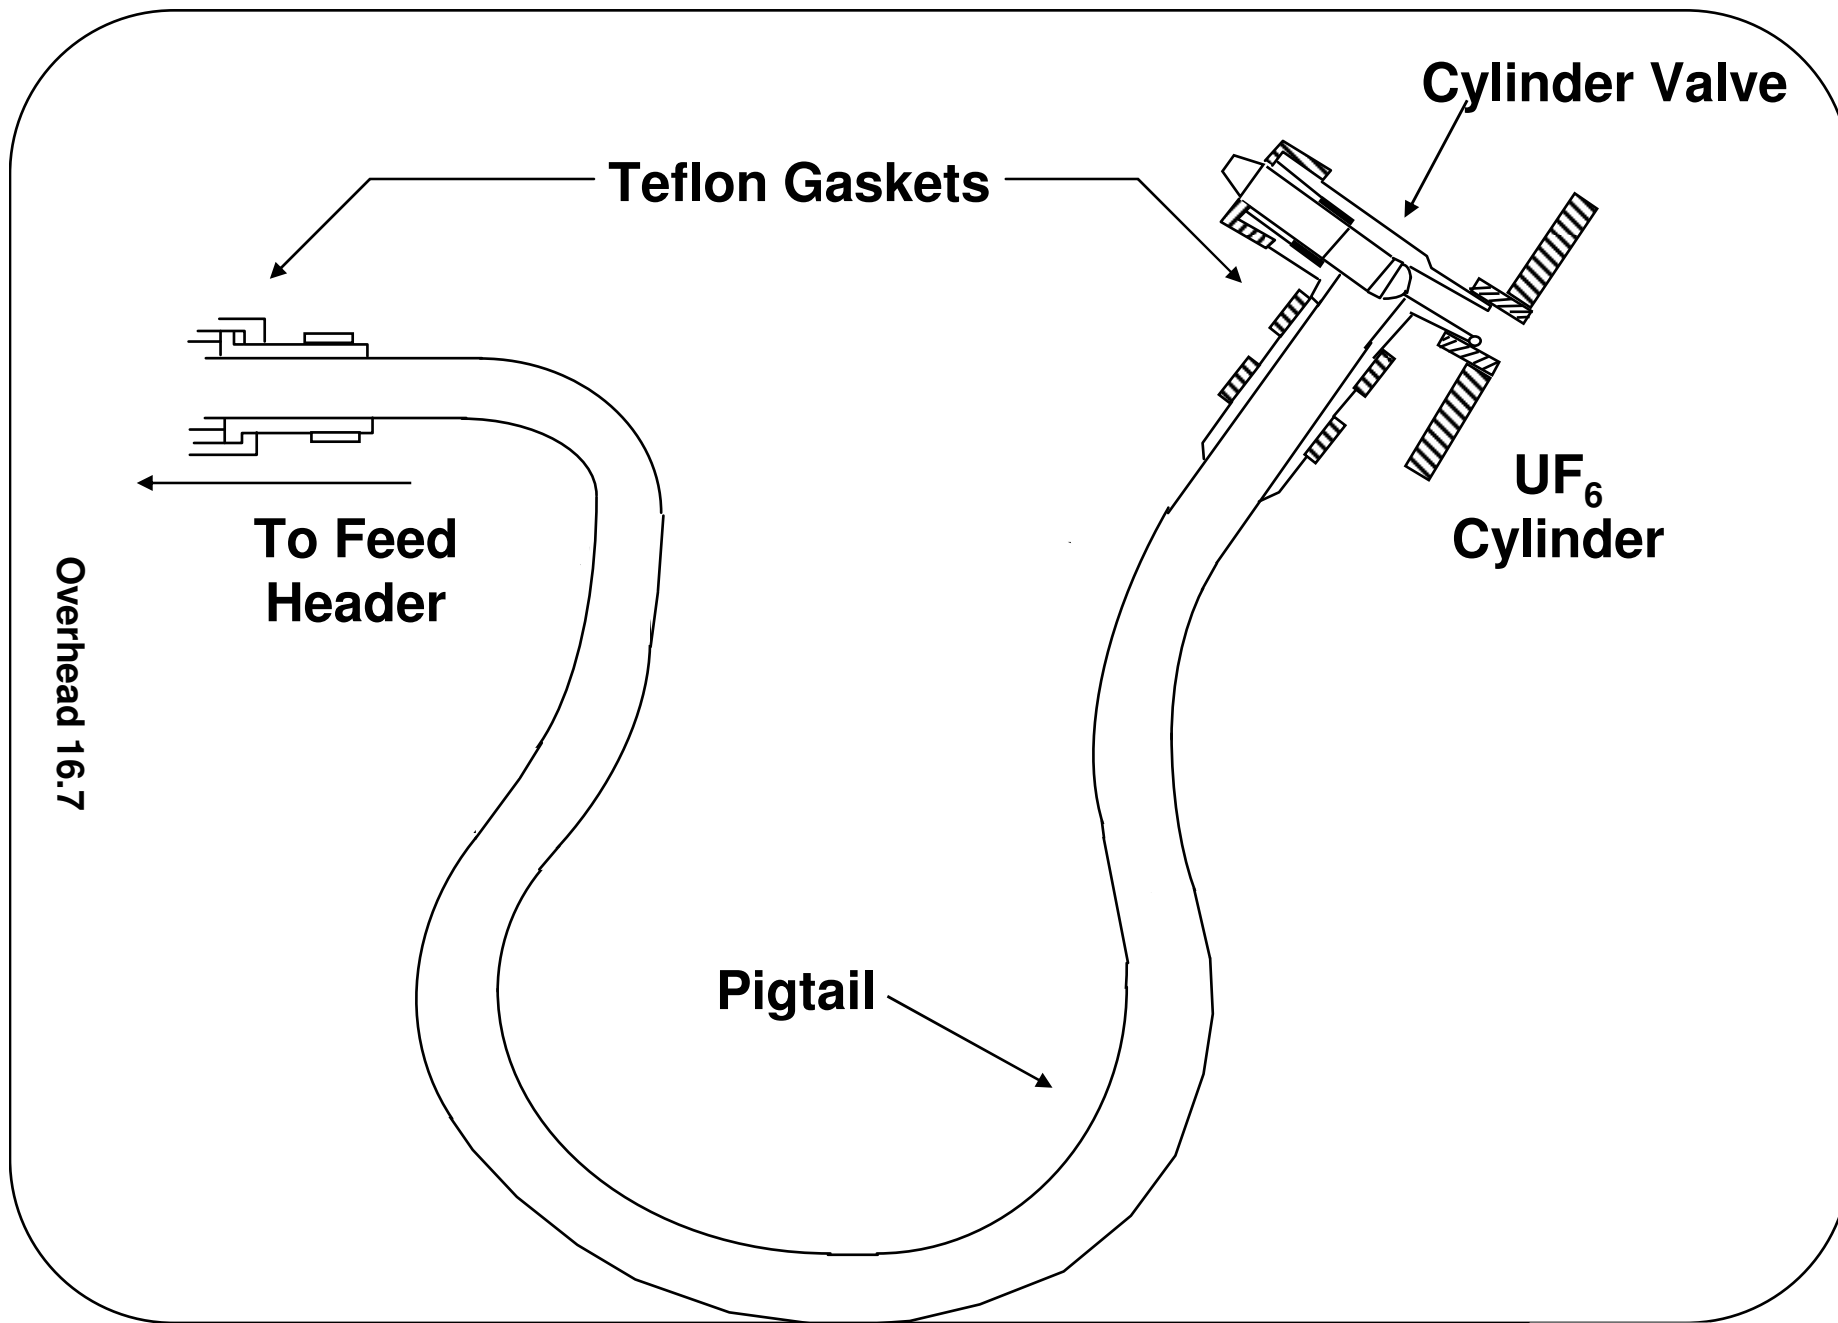 Cylinder Valve
Teflon Gaskets
UF₆
Cylinder
To Feed
Header
Overhead 16.7
Pigtail